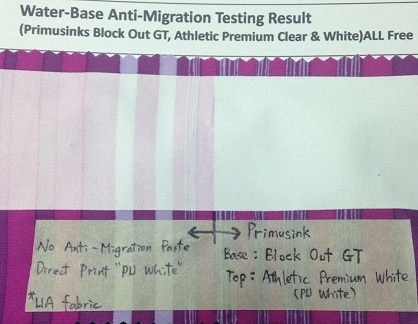 Water-Base Anti-Migration Testing Result
(Primusinks Block Out GT, Athletic Premium Clear & White)ALL Free
No Anti-Migration Paste
Direct Print "PU White"
*UA fabric
Primusink
Base : Block Out GT
Top : Athletic Premium White
(PU White)